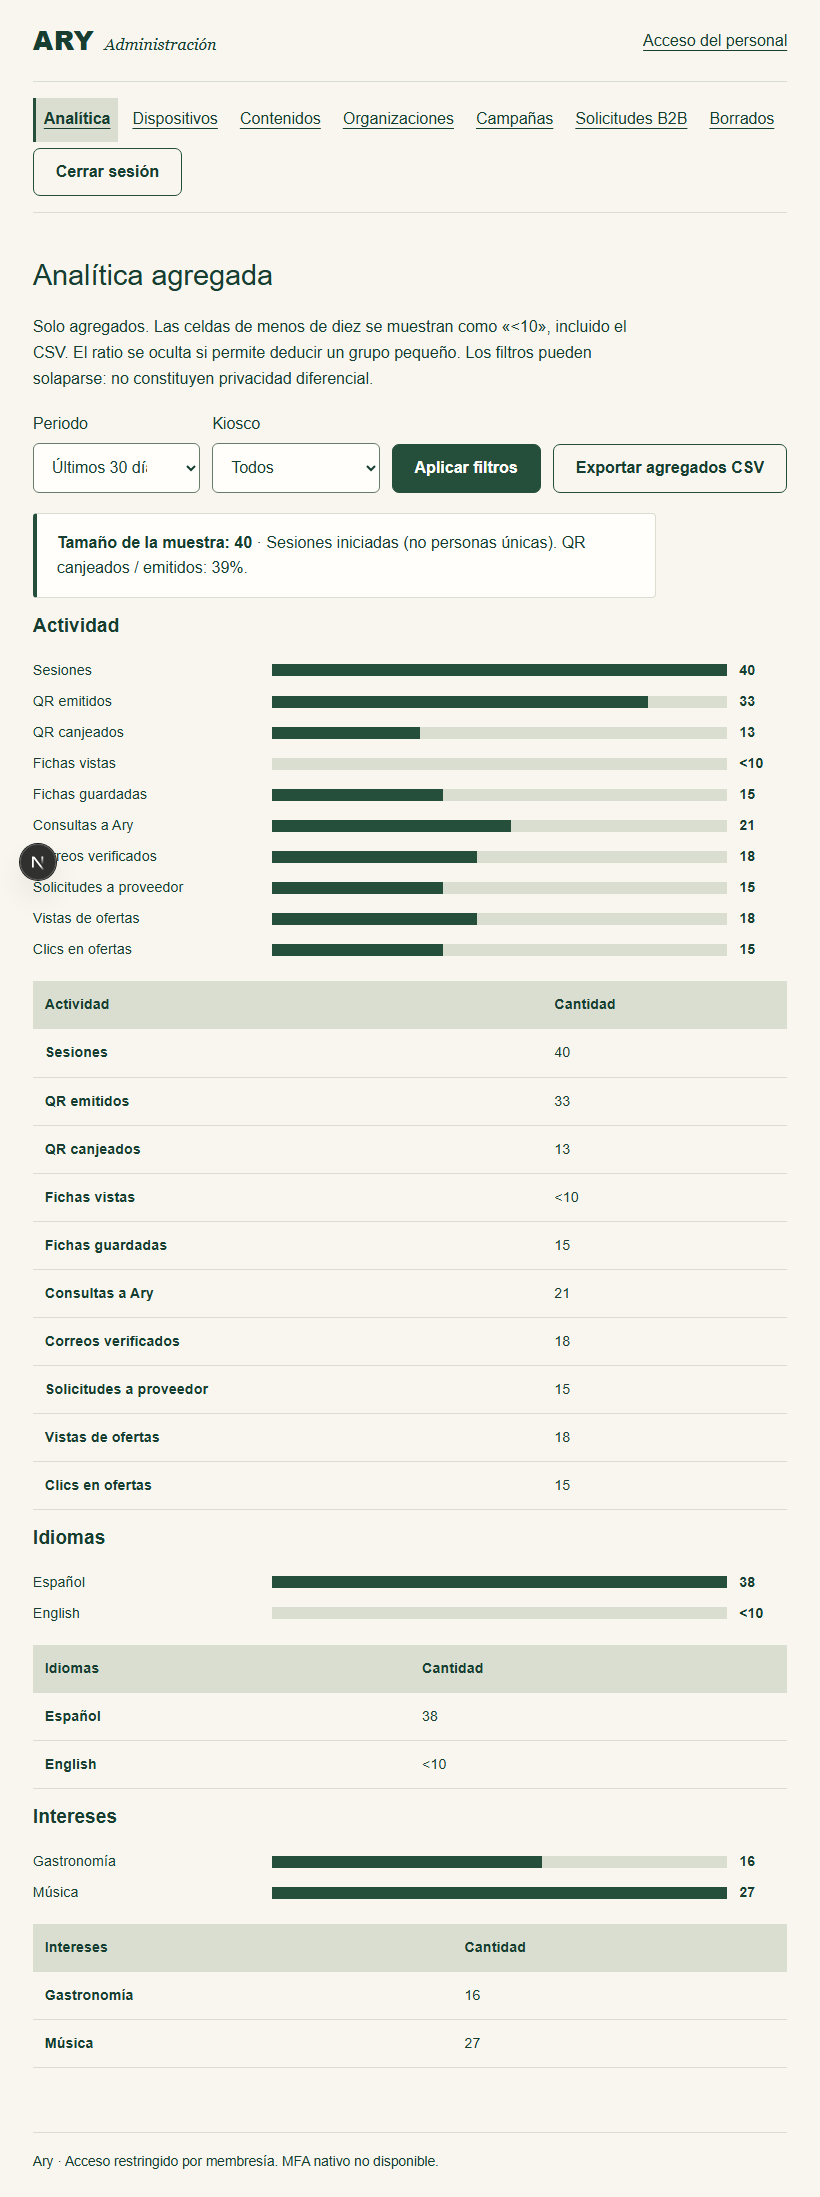 ARY Administración
Acceso del personal
Analítica Dispositivos Contenidos Organizaciones Campañas Solicitudes B2B Borrados
Cerrar sesión
Analítica agregada
Solo agregados. Las celdas de menos de diez se muestran como «<10», incluido el
CSV. El ratio se oculta si permite deducir un grupo pequeño. Los filtros pueden
solaparse: no constituyen privacidad diferencial.
Periodo Kiosco
Últimos 30 día Todos Aplicar filtros Exportar agregados CSV
Tamaño de la muestra: 40 · Sesiones iniciadas (no personas únicas). QR
canjeados / emitidos: 39%.
Actividad
Sesiones 40
QR emitidos 33
QR canjeados 13
Fichas vistas <10
Fichas guardadas 15
Consultas a Ary 21
N reos verificados 18
Solicitudes a proveedor 15
Vistas de ofertas 18
Clics en ofertas 15
Actividad Cantidad
Sesiones 40
QR emitidos 33
QR canjeados 13
Fichas vistas <10
Fichas guardadas 15
Consultas a Ary 21
Correos verificados 18
Solicitudes a proveedor 15
Vistas de ofertas 18
Clics en ofertas 15
Idiomas
Español 38
English <10
Idiomas Cantidad
Español 38
English <10
Intereses
Gastronomía 16
Música 27
Intereses Cantidad
Gastronomía 16
Música 27
Ary · Acceso restringido por membresía. MFA nativo no disponible.